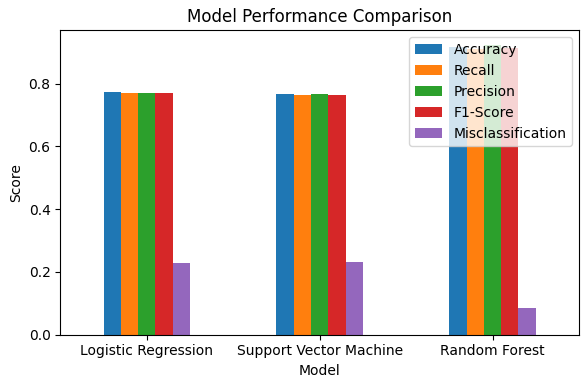 Model Performance Comparison
Accuracy
Recall
Precision
F1-Score
Misclassification
Score
0.8
0.6
0.4
0.2
0.0
Logistic Regression Support Vector Machine Random Forest
Model